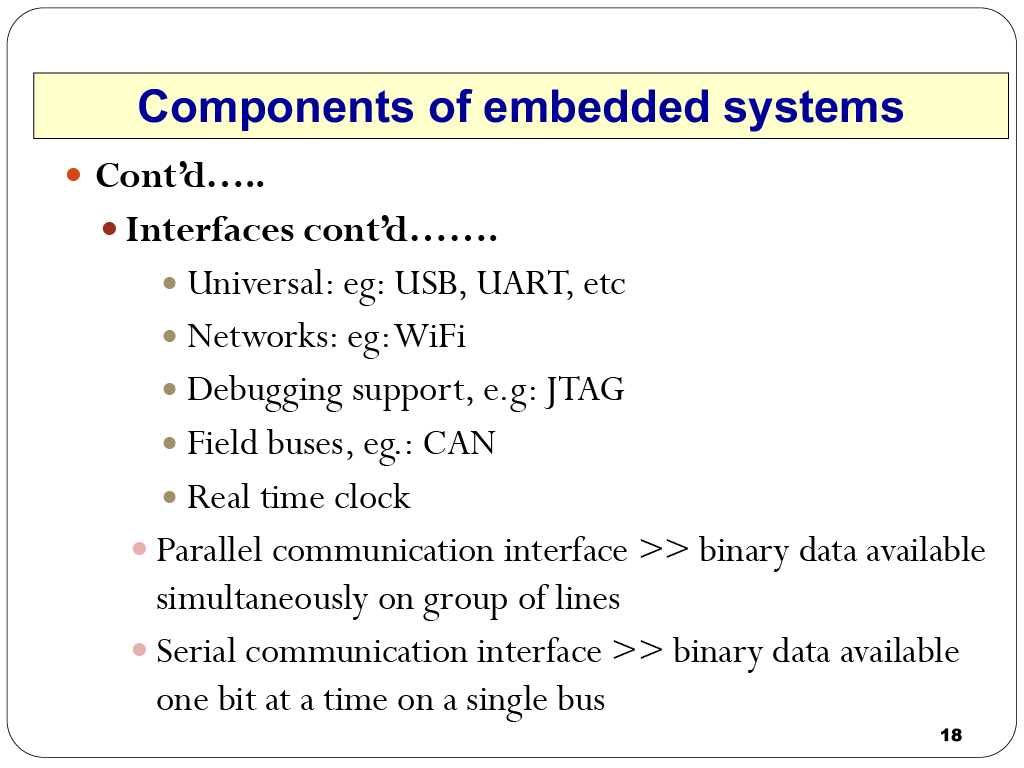 Components of embedded systems
Cont’d…..
Interfaces cont’d…….
Universal: eg: USB, UART, etc
Networks: eg: WiFi
Debugging support, e.g: JTAG
Field buses, eg.: CAN
Real time clock
Parallel communication interface >> binary data available
simultaneously on group of lines
Serial communication interface >> binary data available
one bit at a time on a single bus
18